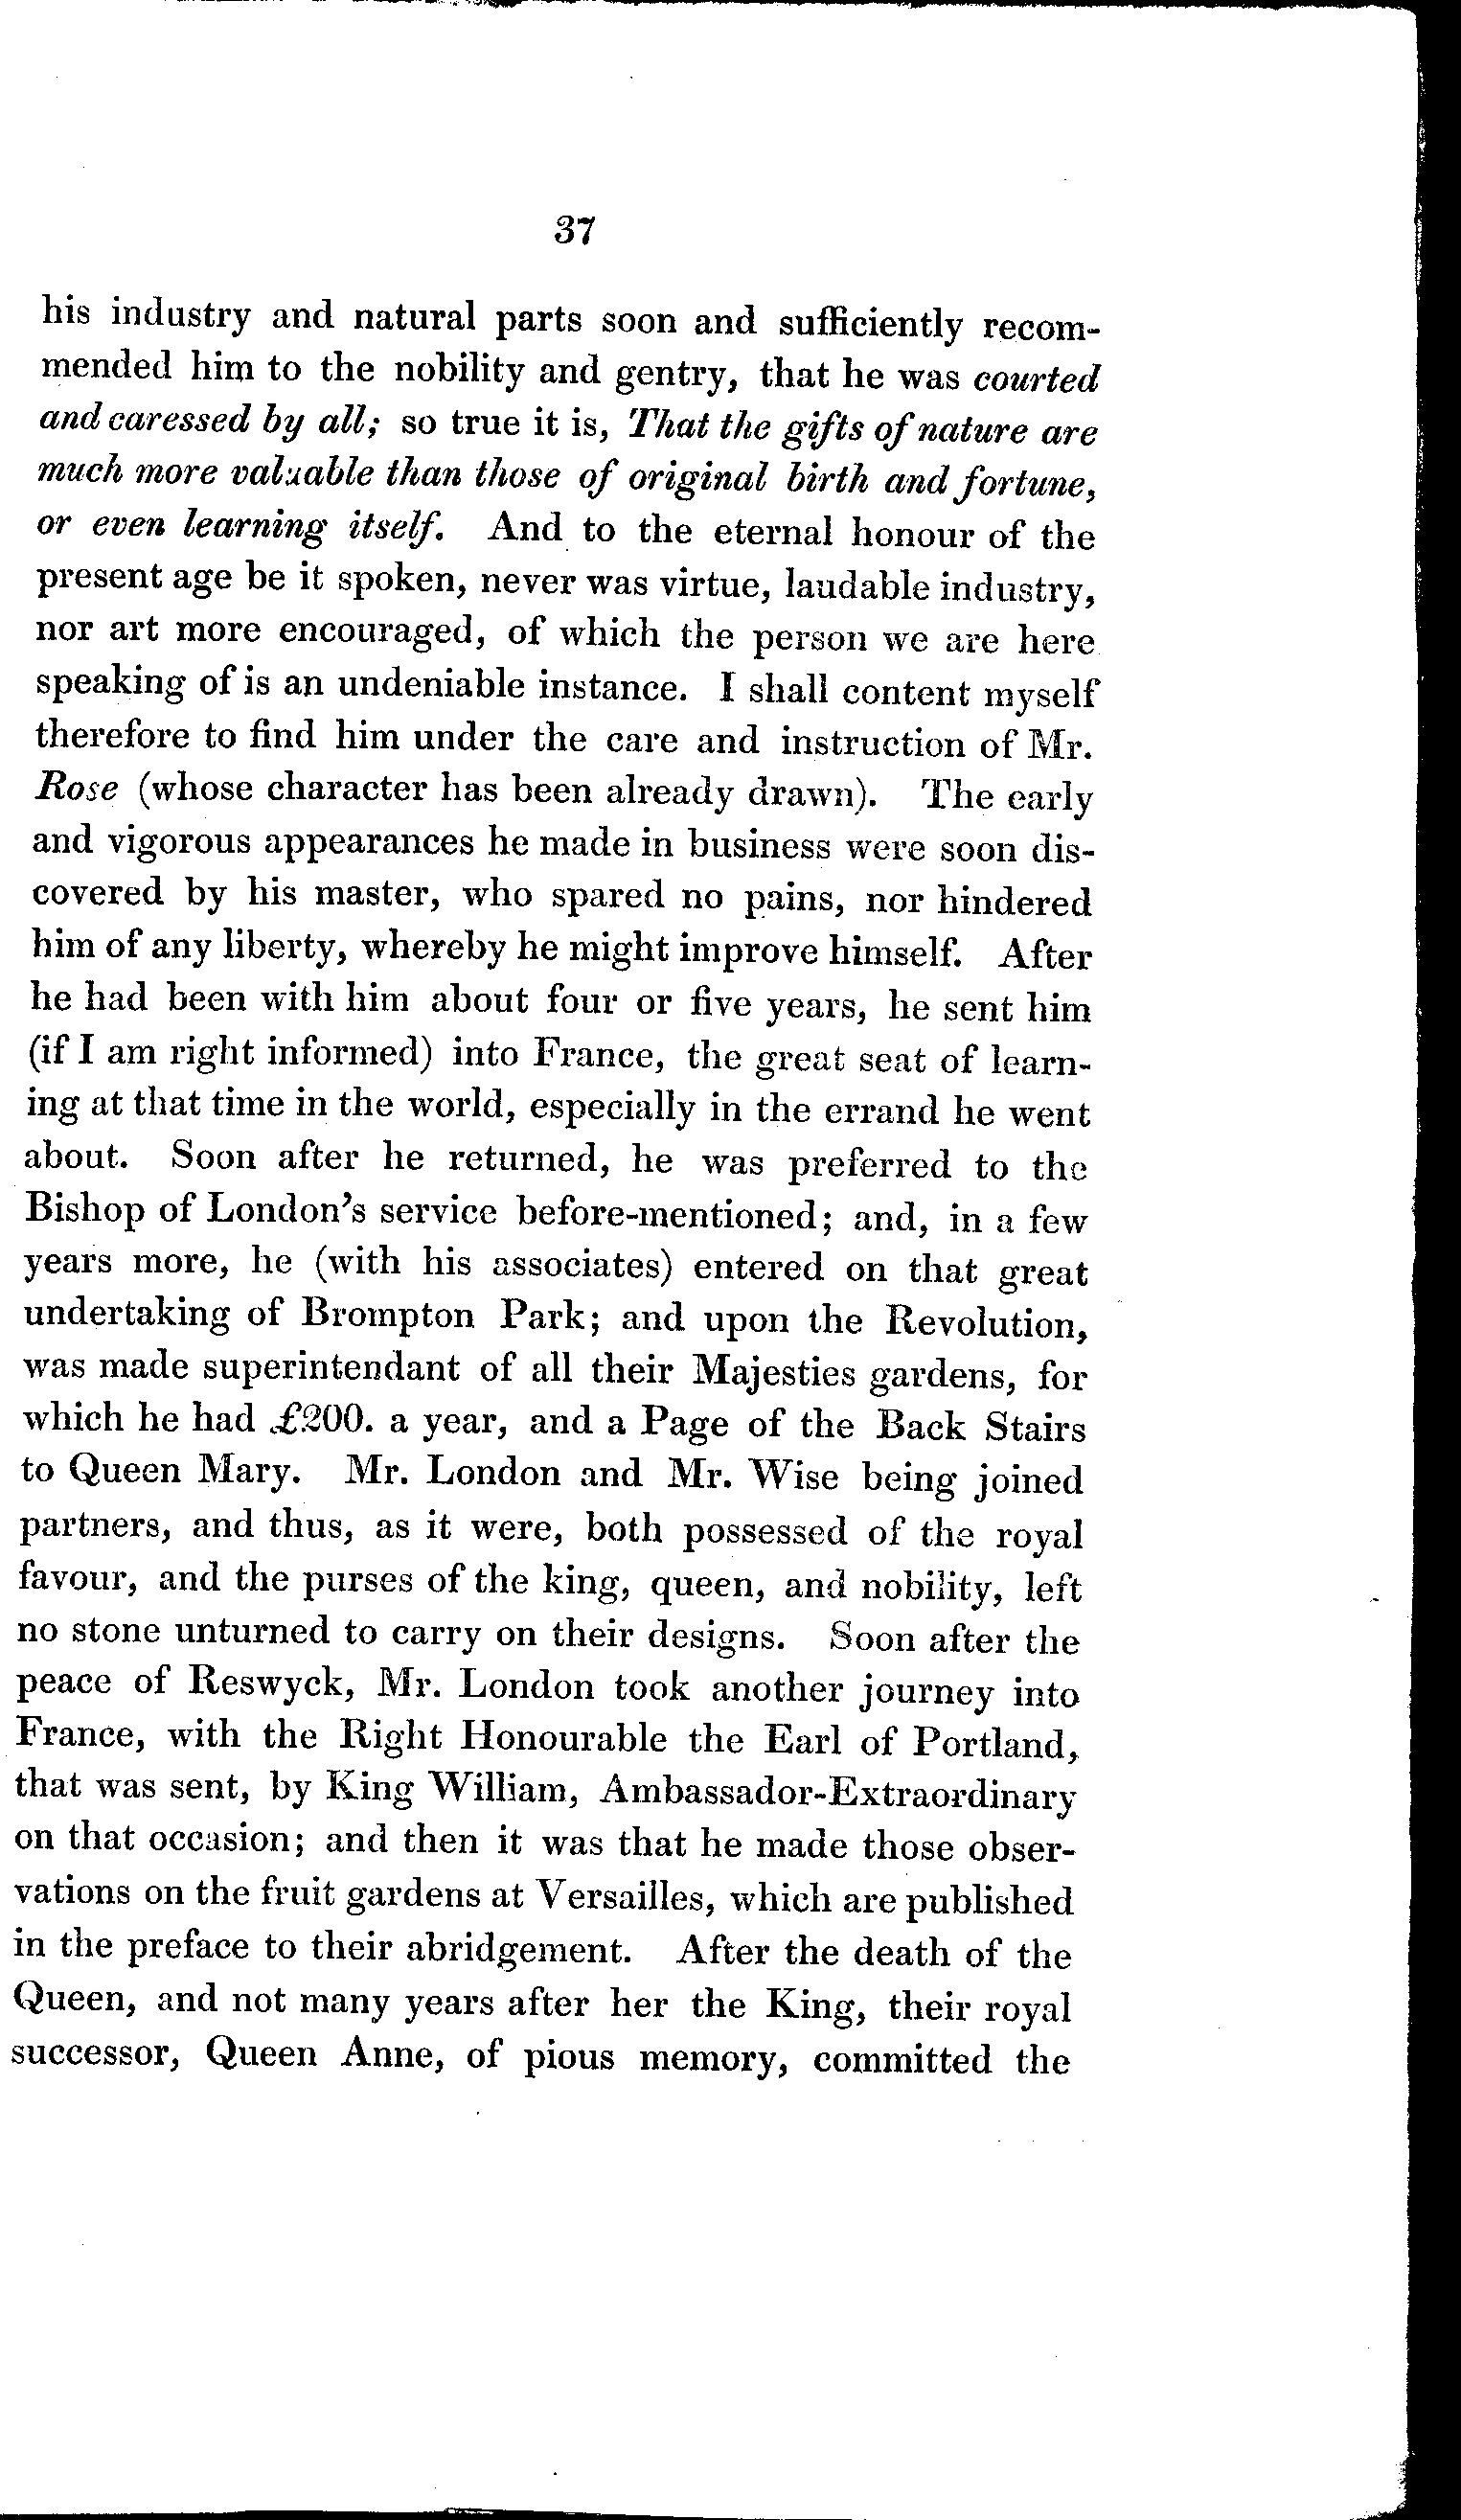 37
his industry and natural parts soon and sufficiently recom-
mended him to the nobility and gentry, that he was courted
and caressed by all; so true it is, That the gifts of nature are
much more valuable than those of original birth and fortune,
or even learning itself. And to the eternal honour of the
present age be it spoken, never was virtue, laudable industry,
nor art more encouraged, of which the person we are here
speaking of is an undeniable instance. I shall content myself
therefore to find him under the care and instruction of Mr.
Rose (whose character has been already drawn). The early
and vigorous appearances he made in business were soon dis-
covered by his master, who spared no pains, nor hindered
him of any liberty, whereby he might improve himself. After
he had been with him about four or five years, he sent him
(if I am right informed) into France, the great seat of learn-
ing at that time in the world, especially in the errand he went
about. Soon after he returned, he was preferred to the
Bishop of London's service before-mentioned; and, in a few
years more, he (with his associates) entered on that great
undertaking of Brompton Park; and upon the Revolution,
was made superintendant of all their Majesties gardens, for
which he had £200. a year, and a Page of the Back Stairs
to Queen Mary. Mr. London and Mr. Wise being joined
partners, and thus, as it were, both possessed of the royal
favour, and the purses of the king, queen, and nobility, left
no stone unturned to carry on their designs. Soon after the
peace of Reswyck, Mr. London took another journey into
France, with the Right Honourable the Earl of Portland,
that was sent, by King William, Ambassador-Extraordinary
on that occasion; and then it was that he made those obser-
vations on the fruit gardens at Versailles, which are published
in the preface to their abridgement. After the death of the
Queen, and not many years after her the King, their royal
successor, Queen Anne, of pious memory, committed the